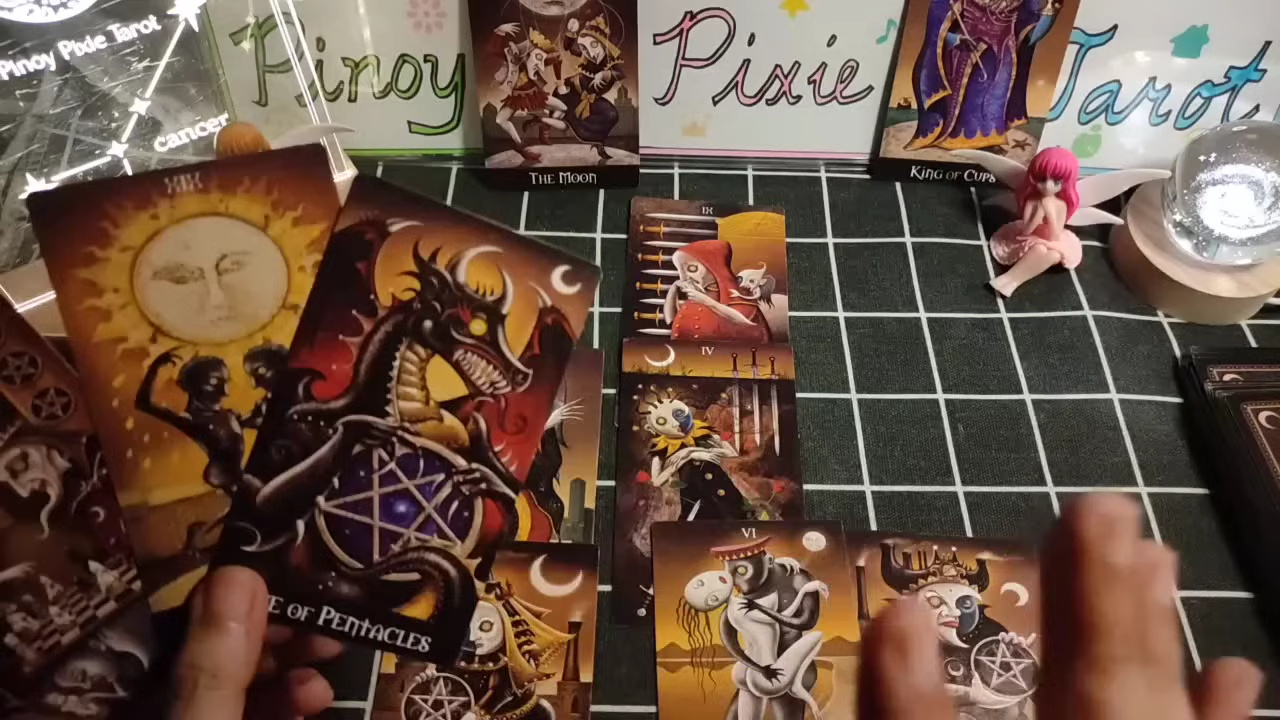 Pinoy Pixie Tarot
cancer
Pinoy
Pixie
Tarot
THE MOON
KING OF CUPS
XIX
E OF PENTACLES
IX
IV
VI